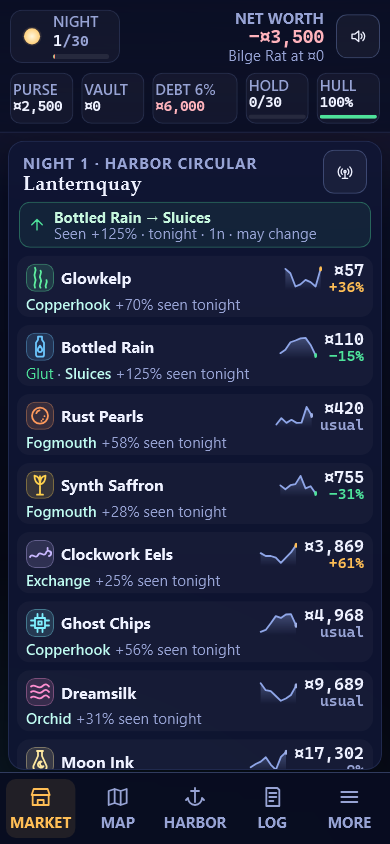 NIGHT
1/30
NET WORTH
−¤3,500
Bilge Rat at ¤0
PURSE
¤2,500
VAULT
¤0
DEBT 6%
¤6,000
HOLD
0/30
HULL
100%
NIGHT 1 · HARBOR CIRCULAR
Lanternquay
Bottled Rain → Sluices
Seen +125% · tonight · 1n · may change
Glowkelp
¤57
+36%
Copperhook +70% seen tonight
Bottled Rain
¤110
−15%
Glut · Sluices +125% seen tonight
Rust Pearls
¤420
usual
Fogmouth +58% seen tonight
Synth Saffron
¤755
−31%
Fogmouth +28% seen tonight
Clockwork Eels
¤3,869
+61%
Exchange +25% seen tonight
Ghost Chips
¤4,968
usual
Copperhook +56% seen tonight
Dreamsilk
¤9,689
usual
Orchid +31% seen tonight
Moon Ink
¤17,302
MARKET
MAP
HARBOR
LOG
MORE